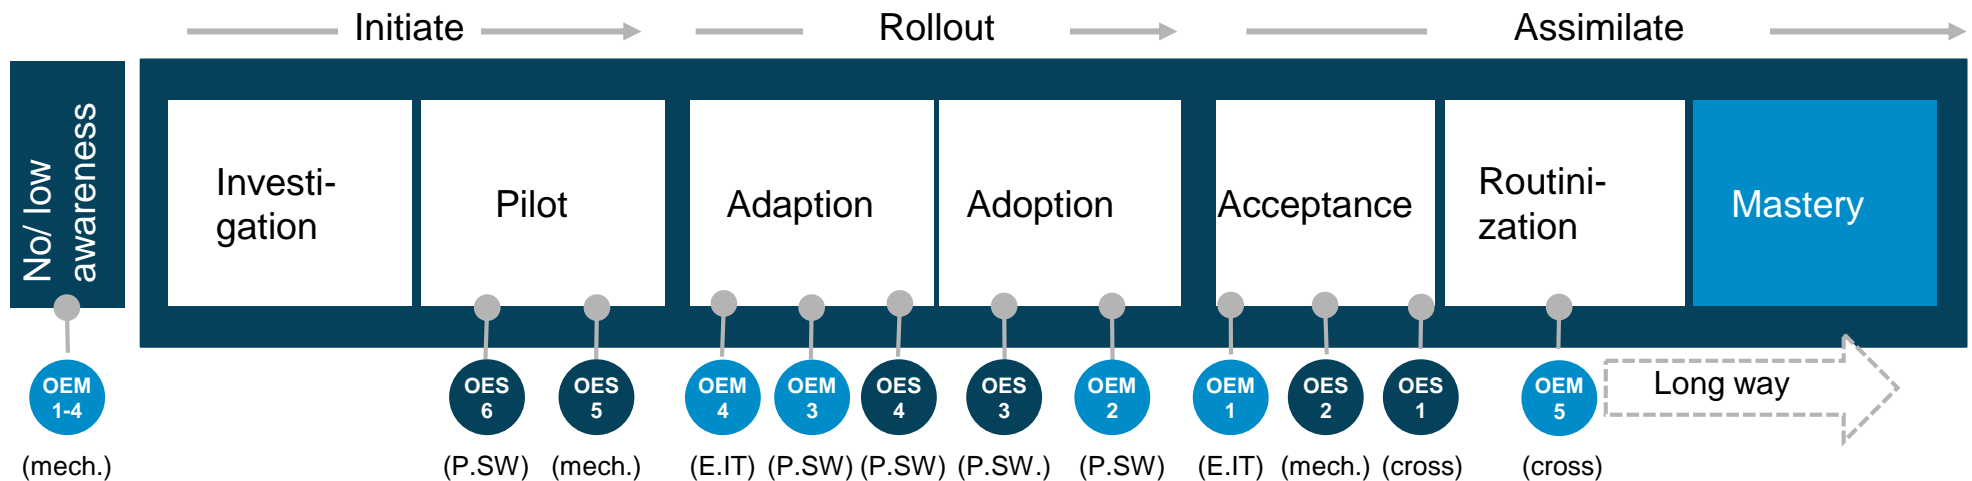 Initiate
Rollout
Assimilate
No/ low
awareness
Investi-
gation
Pilot
Adaption
Adoption
Acceptance
Routini-
zation
Mastery
OEM
1-4
OES
6
OES
5
OEM
4
OEM
3
OES
4
OES
3
OEM
2
OEM
1
OES
2
OES
1
OEM
5
Long way
(mech.)
(P.SW)
(mech.)
(E.IT)
(P.SW)
(P.SW)
(P.SW.)
(P.SW)
(E.IT)
(mech.)
(cross)
(cross)